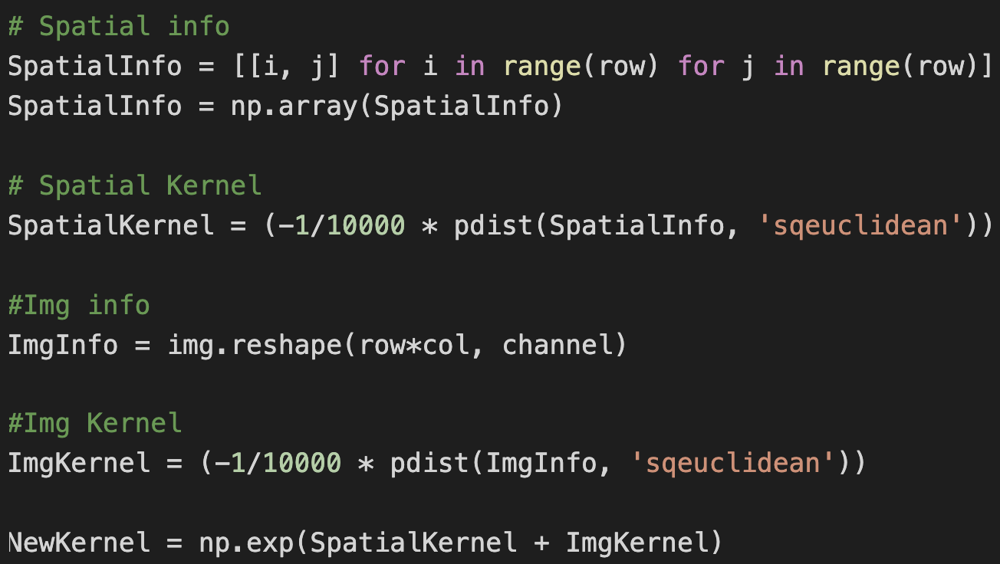 # Spatial info
SpatialInfo = [[i, j] for i in range(row) for j in range(row)]
SpatialInfo = np.array(SpatialInfo)
# Spatial Kernel
SpatialKernel = (-1/10000 * pdist(SpatialInfo, 'sqeuclidean'))
#Img info
ImgInfo = img.reshape(row*col, channel)
#Img Kernel
ImgKernel = (-1/10000 * pdist(ImgInfo, 'sqeuclidean'))
NewKernel = np.exp(SpatialKernel + ImgKernel)